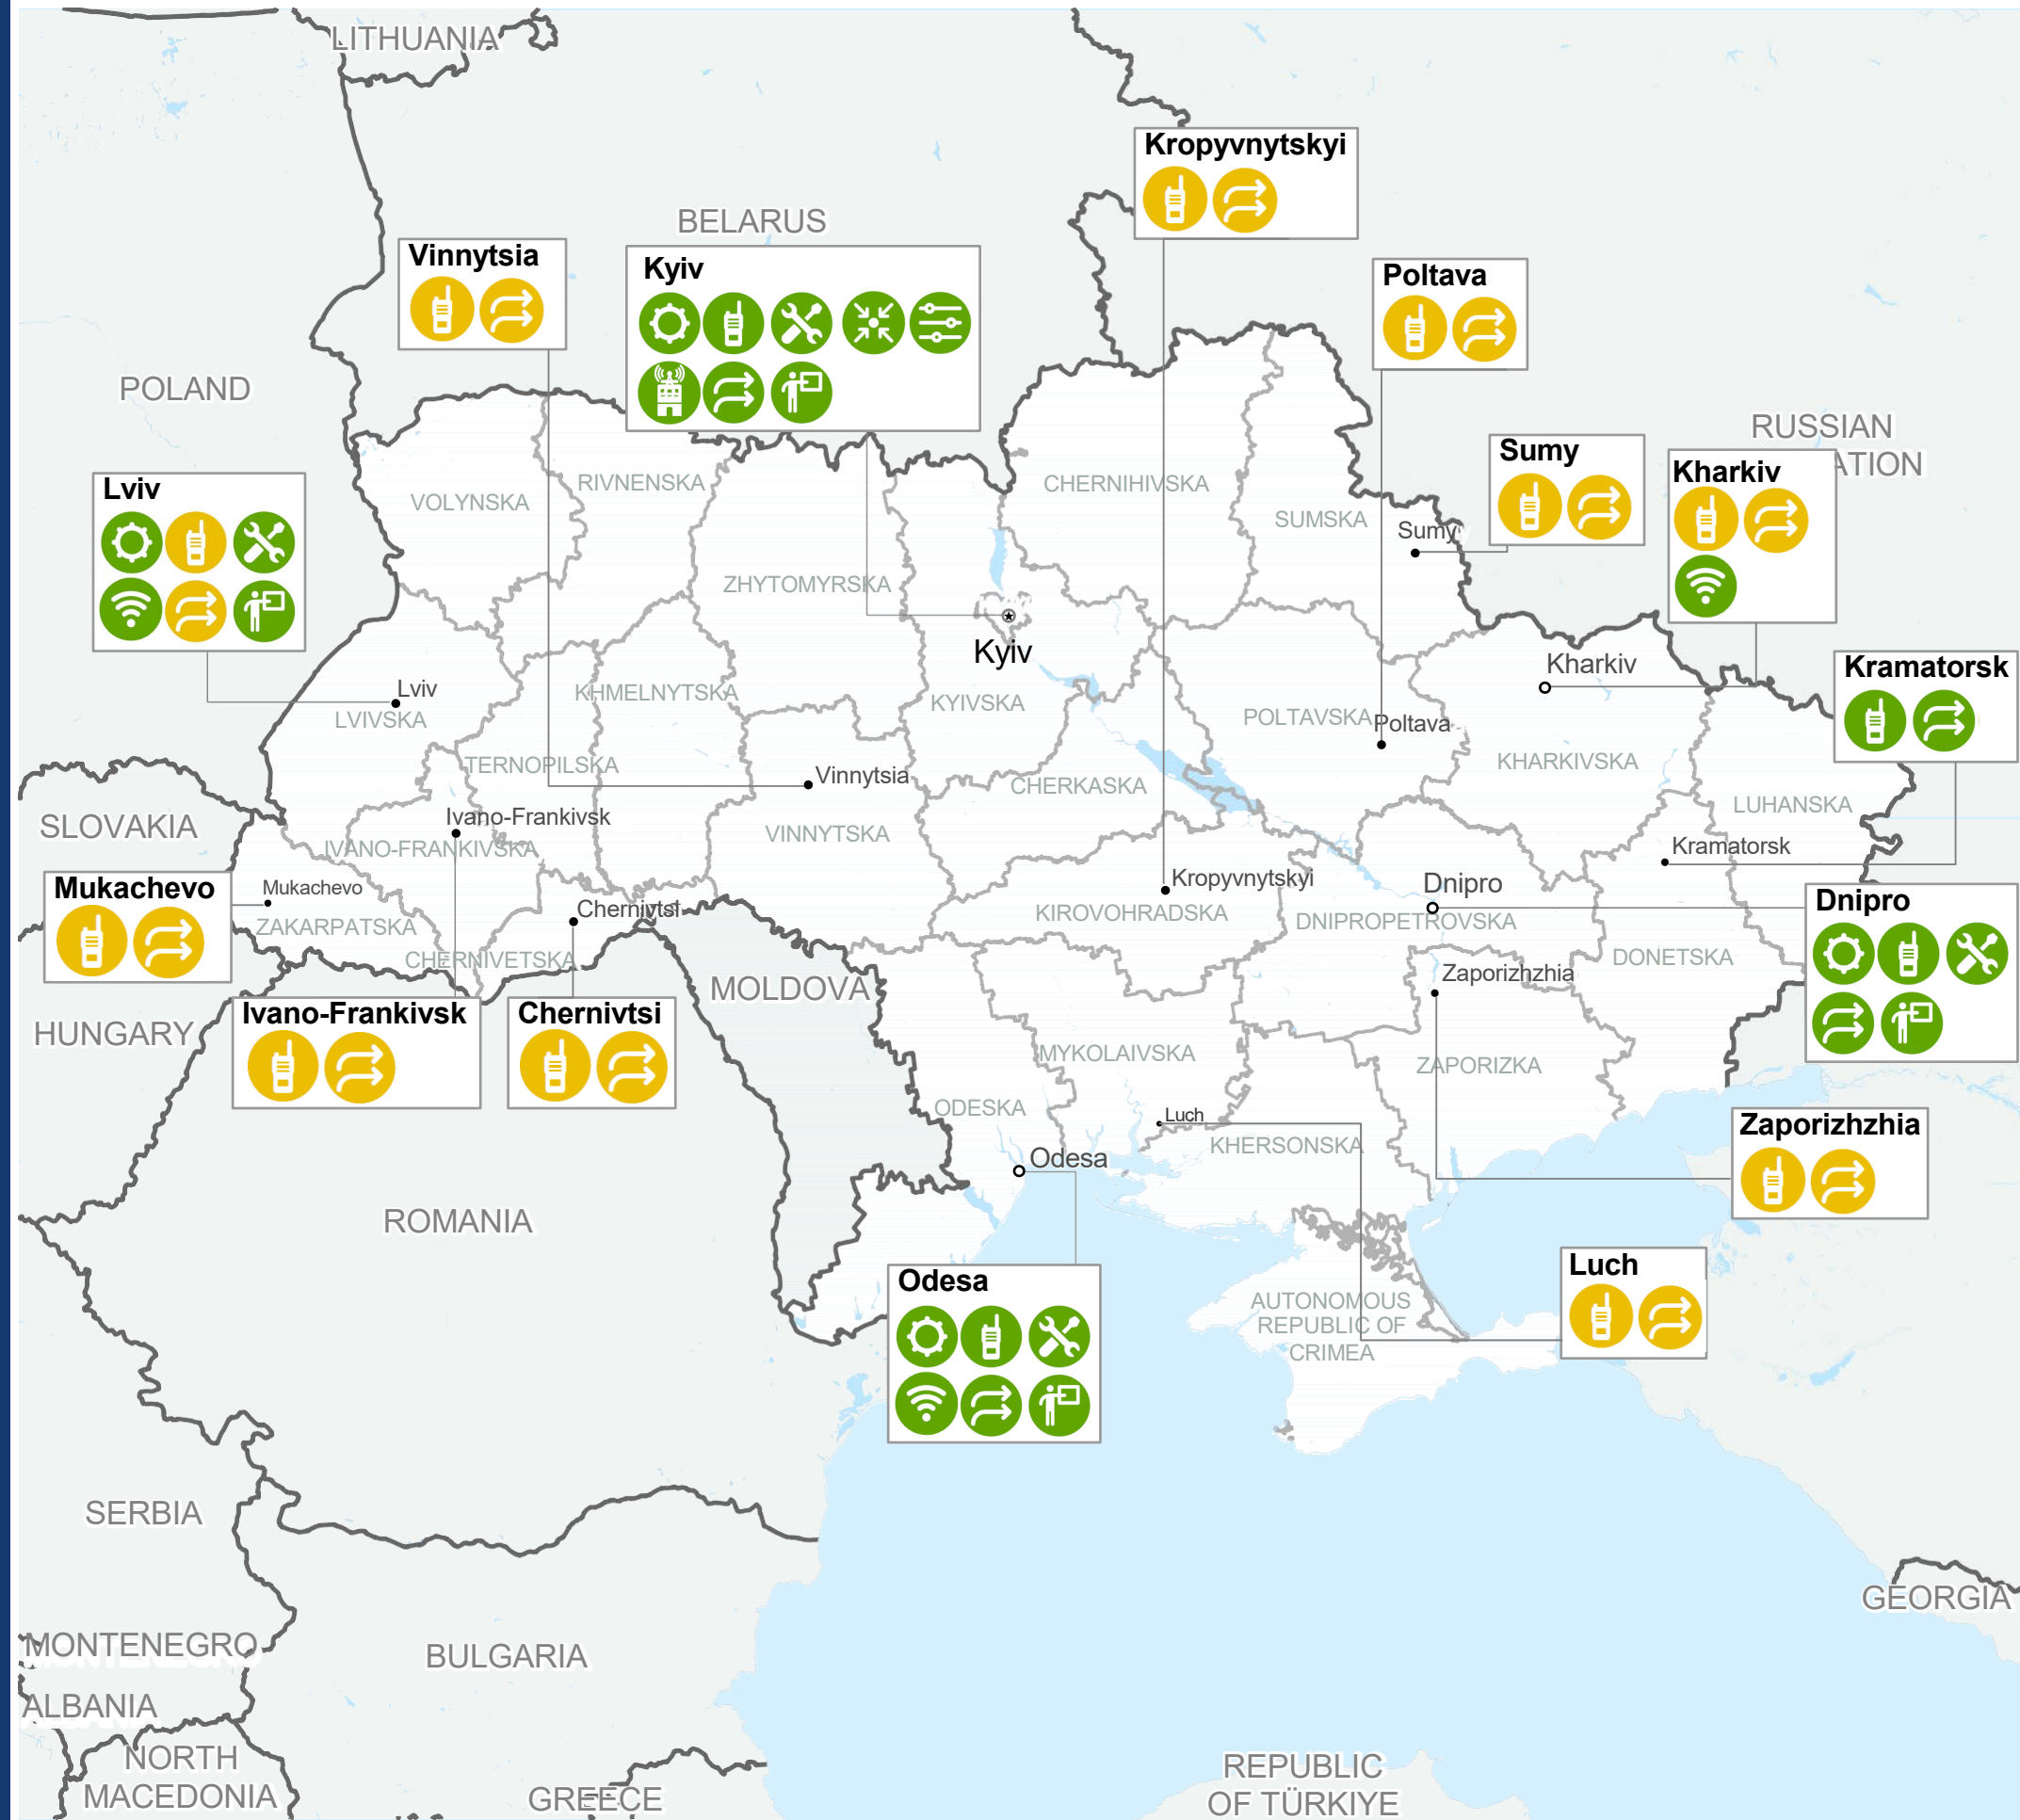 LITHUANIA
Kropyvnytskyi
BELARUS
Vinnytsia
Kyiv
Poltava
POLAND
RUSSIAN
ATION
Sumy
Kharkiv
Lviv
VOLYNSKA
RIVNENSKA
CHERNIHIVSKA
SUMSKA
Sumy
ZHYTOMYRSKA
Kyiv
Kharkiv
Kramatorsk
Lviv
LVIVSKA
KHMELNYTSKA
KYIVSKA
POLTAVSKA
Poltava
TERNOPILSKA
Vinnytsia
CHERKASKA
KHARKIVSKA
LUHANSKA
SLOVAKIA
Ivano-Frankivsk
IVANO-FRANKIVSKA
VINNYTSKA
Kramatorsk
Mukachevo
Mukachevo
Kropyvnytskyi
Dnipro
Dnipro
ZAKARPATSKA
Chernivtsi
KIROVOHRADSKA
DNIPROPETROVSKA
CHERNIVETSKA
DONETSKA
MOLDOVA
Zaporizhzhia
HUNGARY
Ivano-Frankivsk
Chernivtsi
MYKOLAIVSKA
ZAPORIZKA
ODESKA
Luch
KHERSONSKA
Zaporizhzhia
Odesa
ROMANIA
Luch
Odesa
AUTONOMOUS
REPUBLIC OF
CRIMEA
SERBIA
GEORGIA
MONTENEGRO
BULGARIA
ALBANIA
NORTH
MACEDONIA
GREECE
REPUBLIC
OF TÜRKIYE